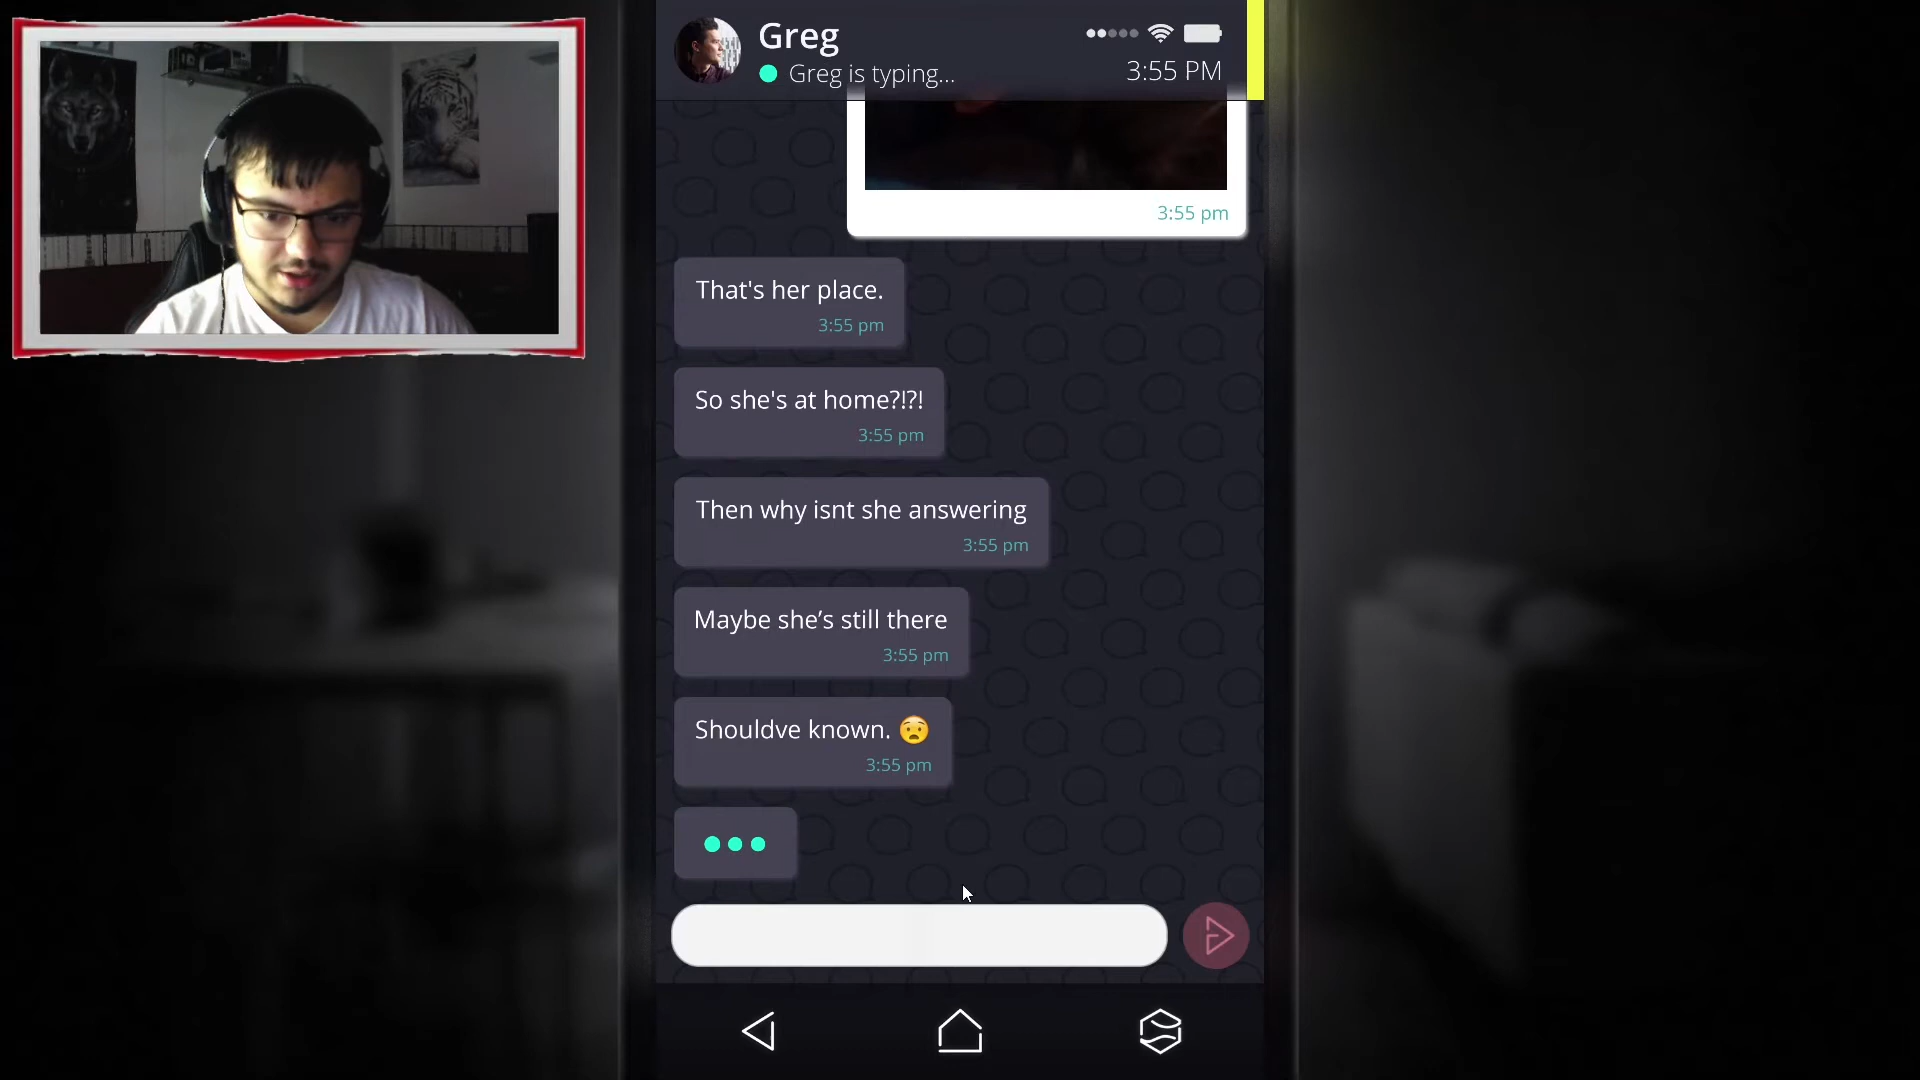 Greg
Greg is typing...
3:55 PM
3:55 pm
That's her place.
3:55 pm
So she's at home?!?!
3:55 pm
Then why isnt she answering
3:55 pm
Maybe she’s still there
3:55 pm
Shouldve known. 😧
3:55 pm